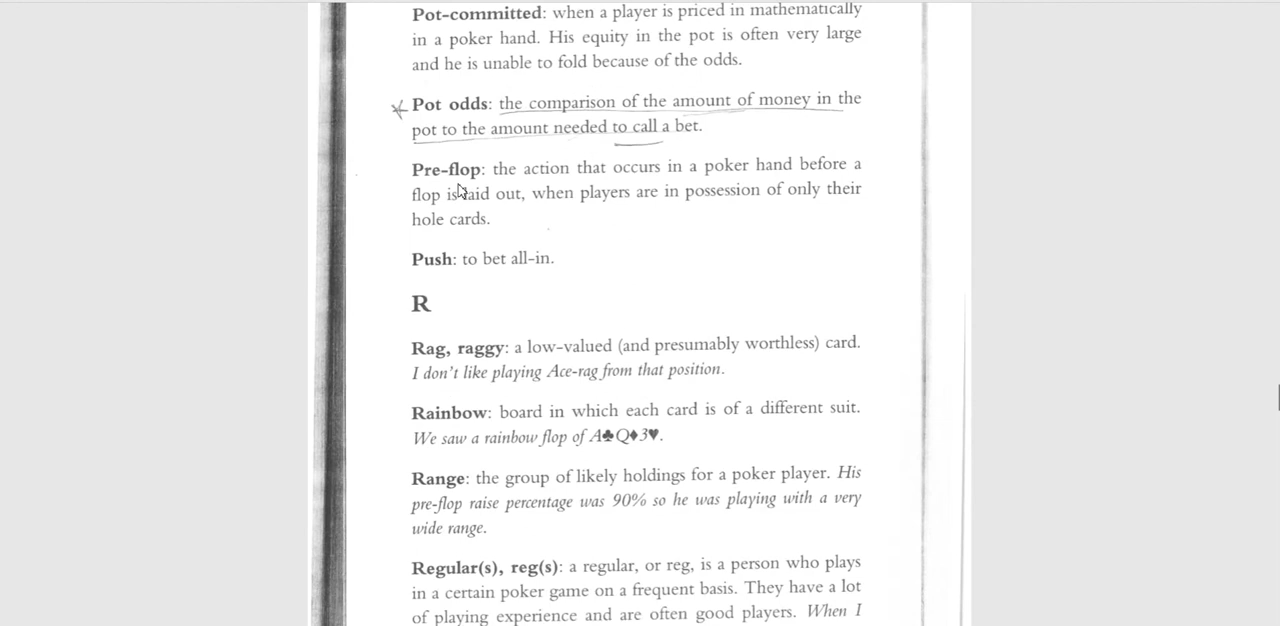 Pot-committed: when a player is priced in mathematically
in a poker hand. His equity in the pot is often very large
and he is unable to fold because of the odds.
Pot odds: the comparison of the amount of money in the
pot to the amount needed to call a bet.
Pre-flop: the action that occurs in a poker hand before a
flop is laid out, when players are in possession of only their
hole cards.
Push: to bet all-in.
R
Rag, raggy: a low-valued (and presumably worthless) card.
I don't like playing Ace-rag from that position.
Rainbow: board in which each card is of a different suit.
We saw a rainbow flop of A♣Q♦3♥.
Range: the group of likely holdings for a poker player. His
pre-flop raise percentage was 90% so he was playing with a very
wide range.
Regular(s), reg(s): a regular, or reg, is a person who plays
in a certain poker game on a frequent basis. They have a lot
of playing experience and are often good players. When I